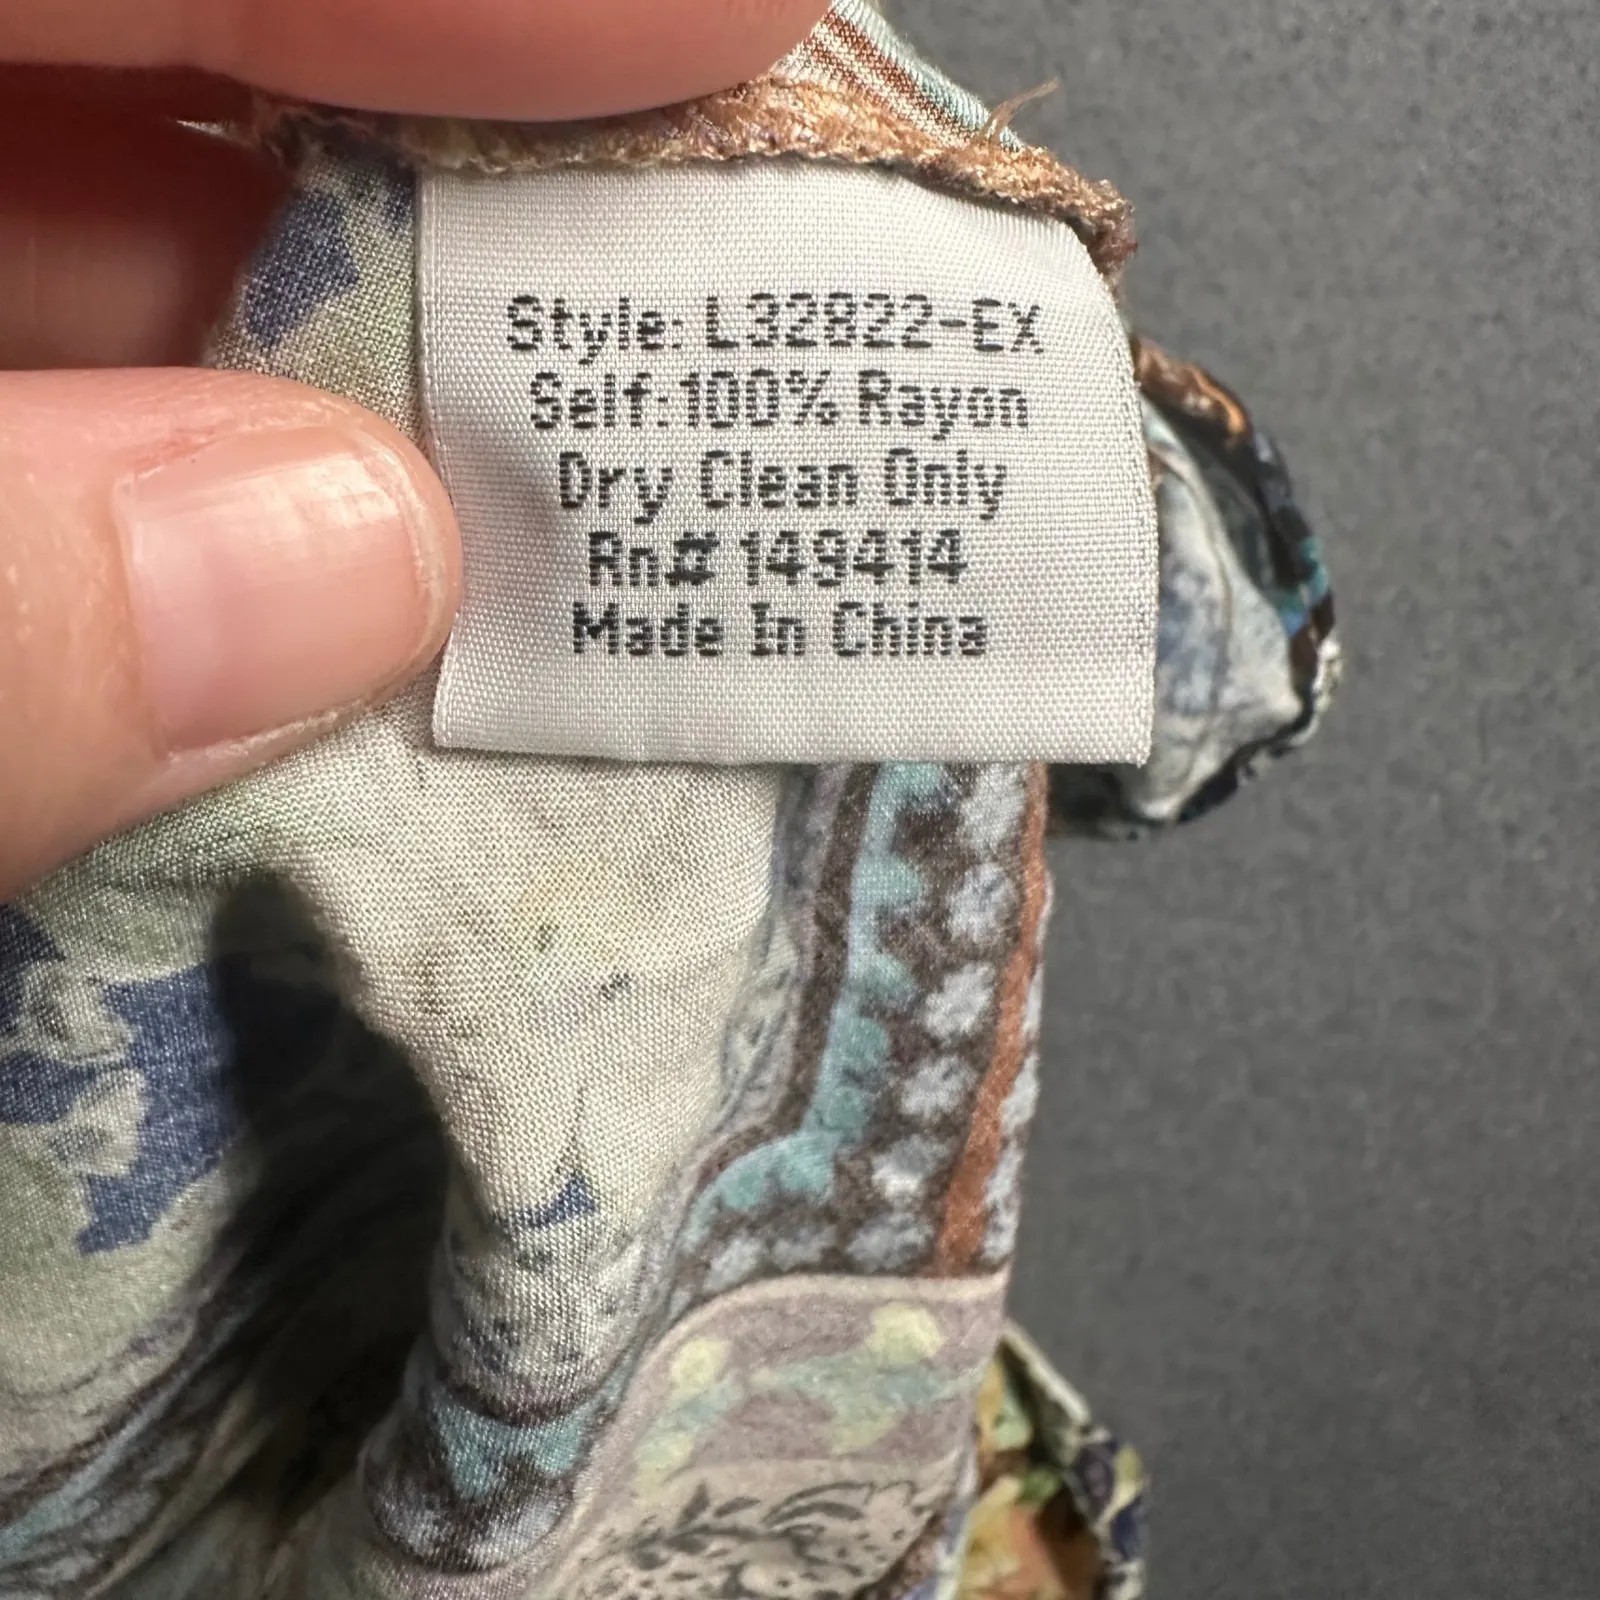 Style: L32822-EX
Self:100% Rayon
Dry Clean Only
Rn# 149414
Made In China